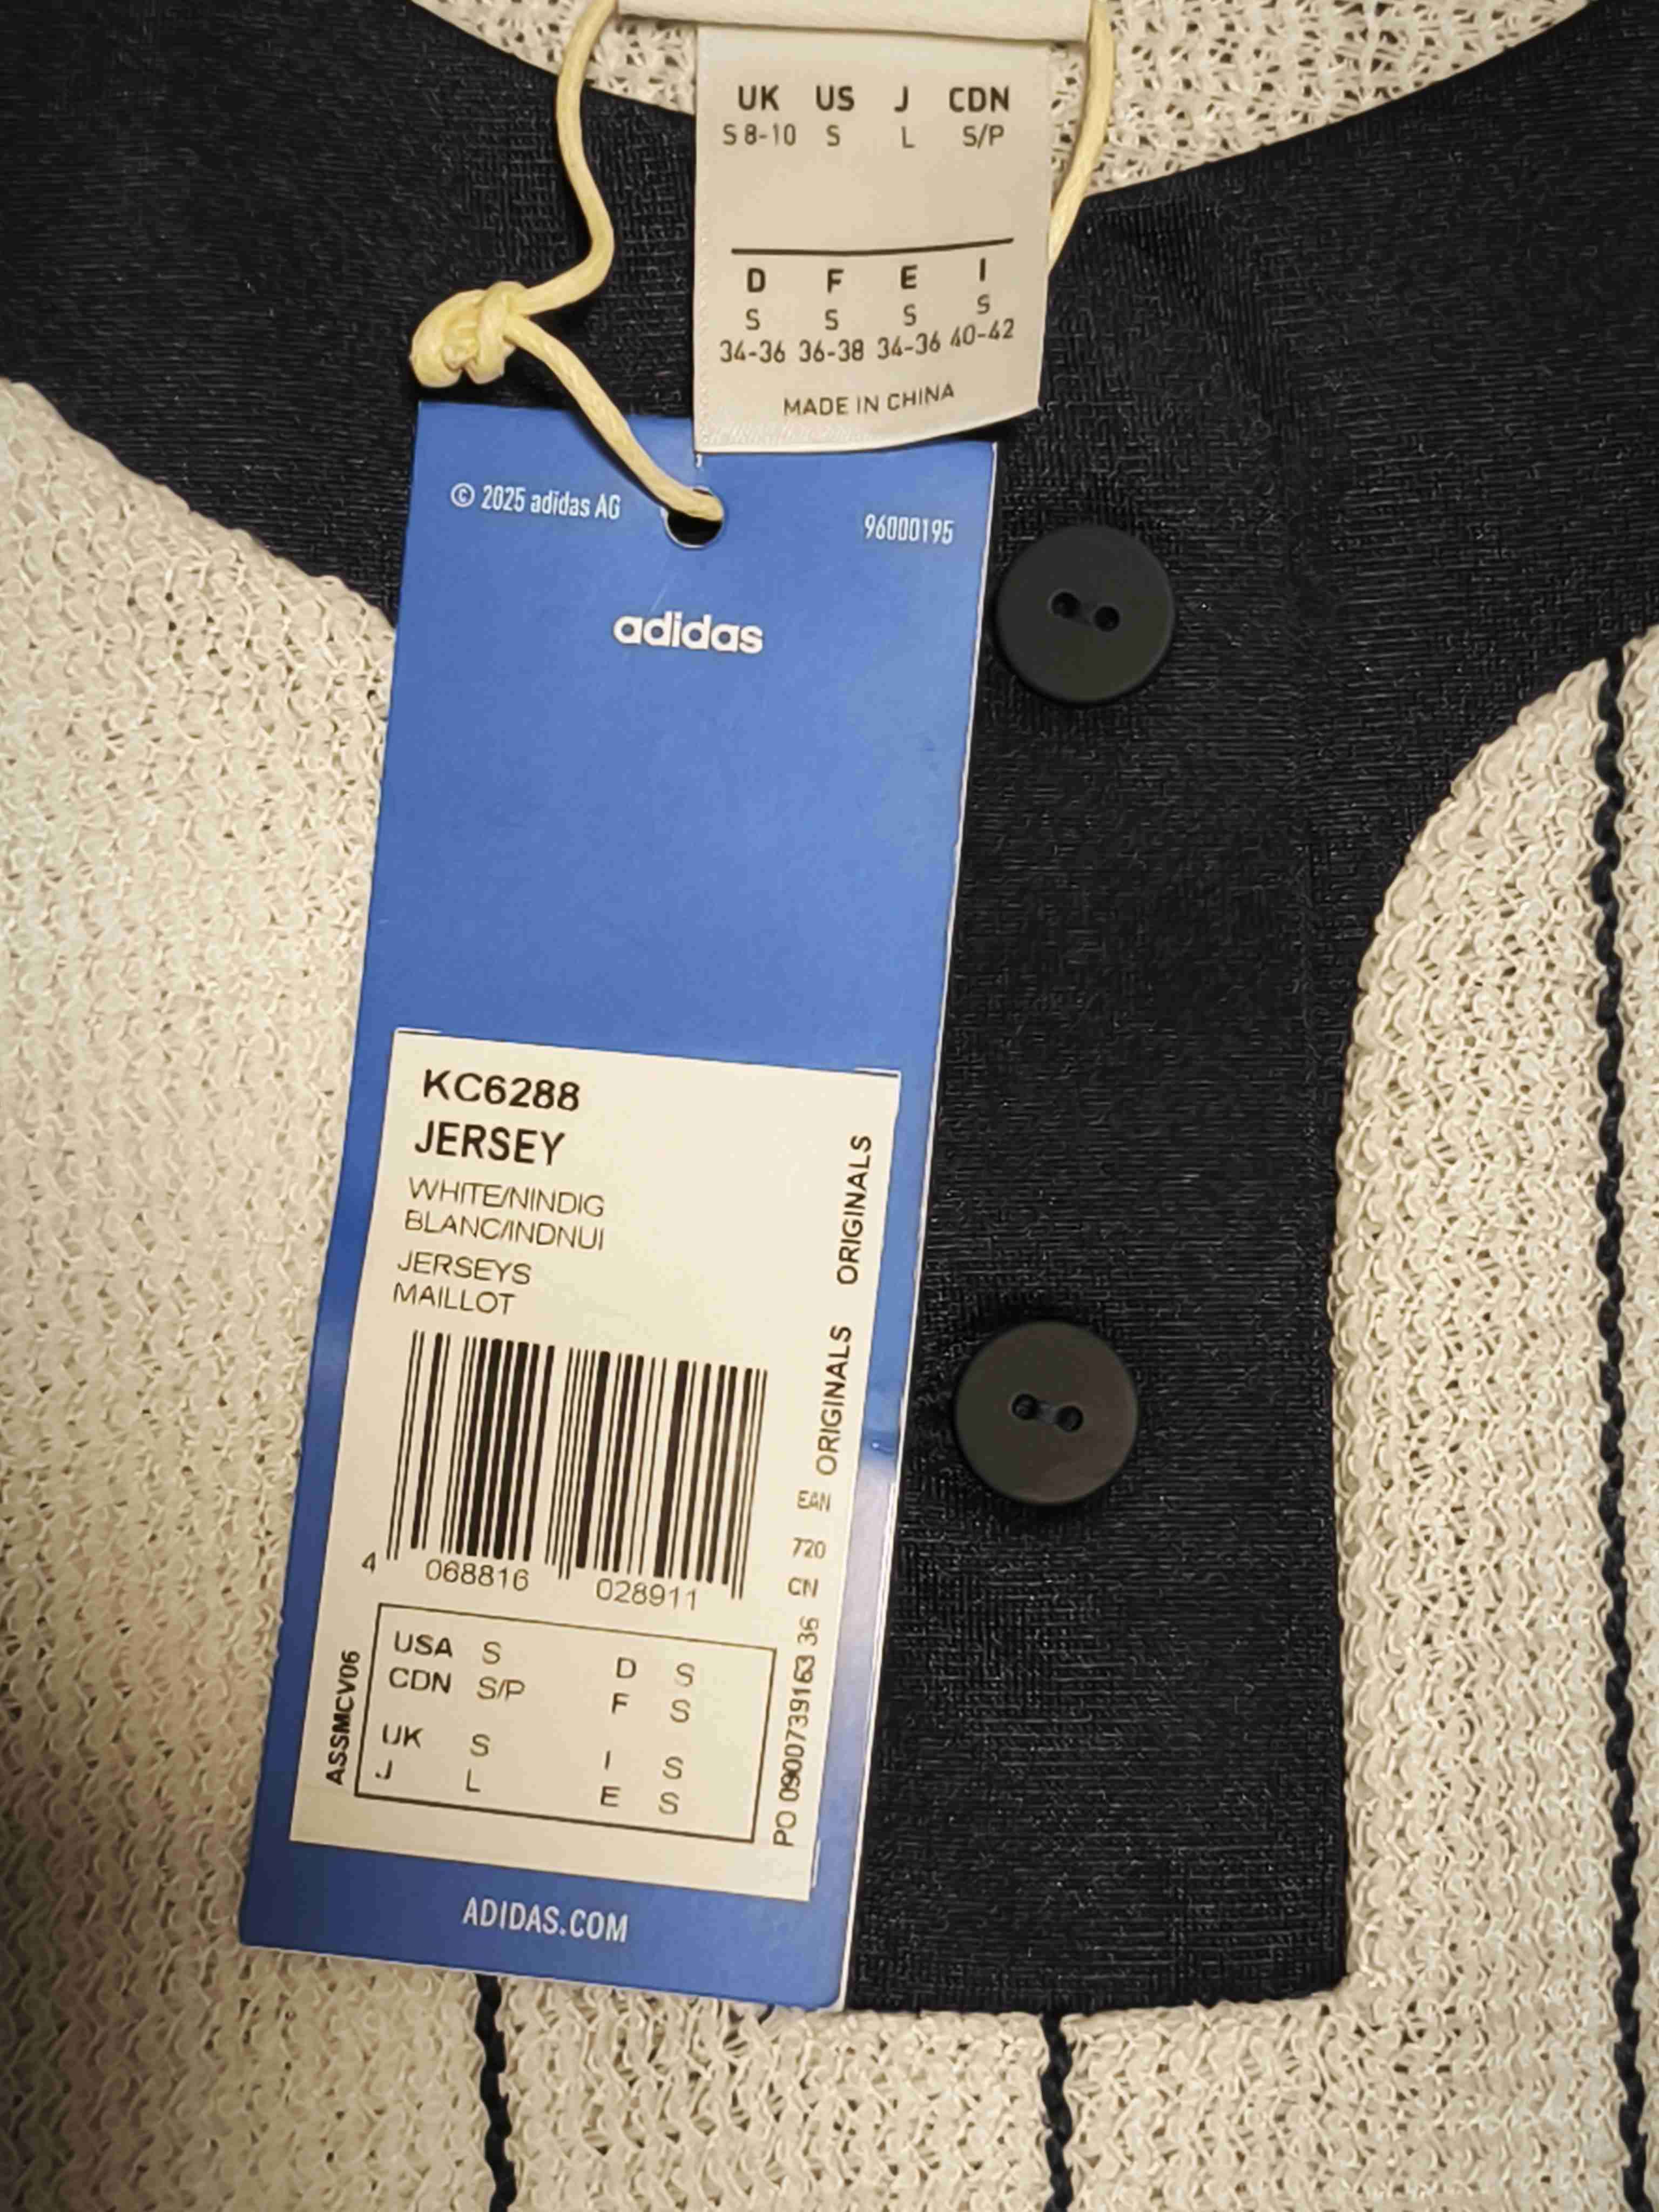 UK US J CDN
S 8-10 S L S/P
D F E I
S S S S
34-36 36-38 34-36 40-42
MADE IN CHINA
© 2025 adidas AG
96000195
adidas
KC6288
JERSEY
WHITE/NINDIG
BLANC/INDNUI
JERSEYS
MAILLOT
ORIGINALS
ORIGINALS
EAN
720
CN
36
PO 0900739163
4 068816 028911
ASSMCV06
USA S D S
CDN S/P F S
UK S I S
J L E S
ADIDAS.COM